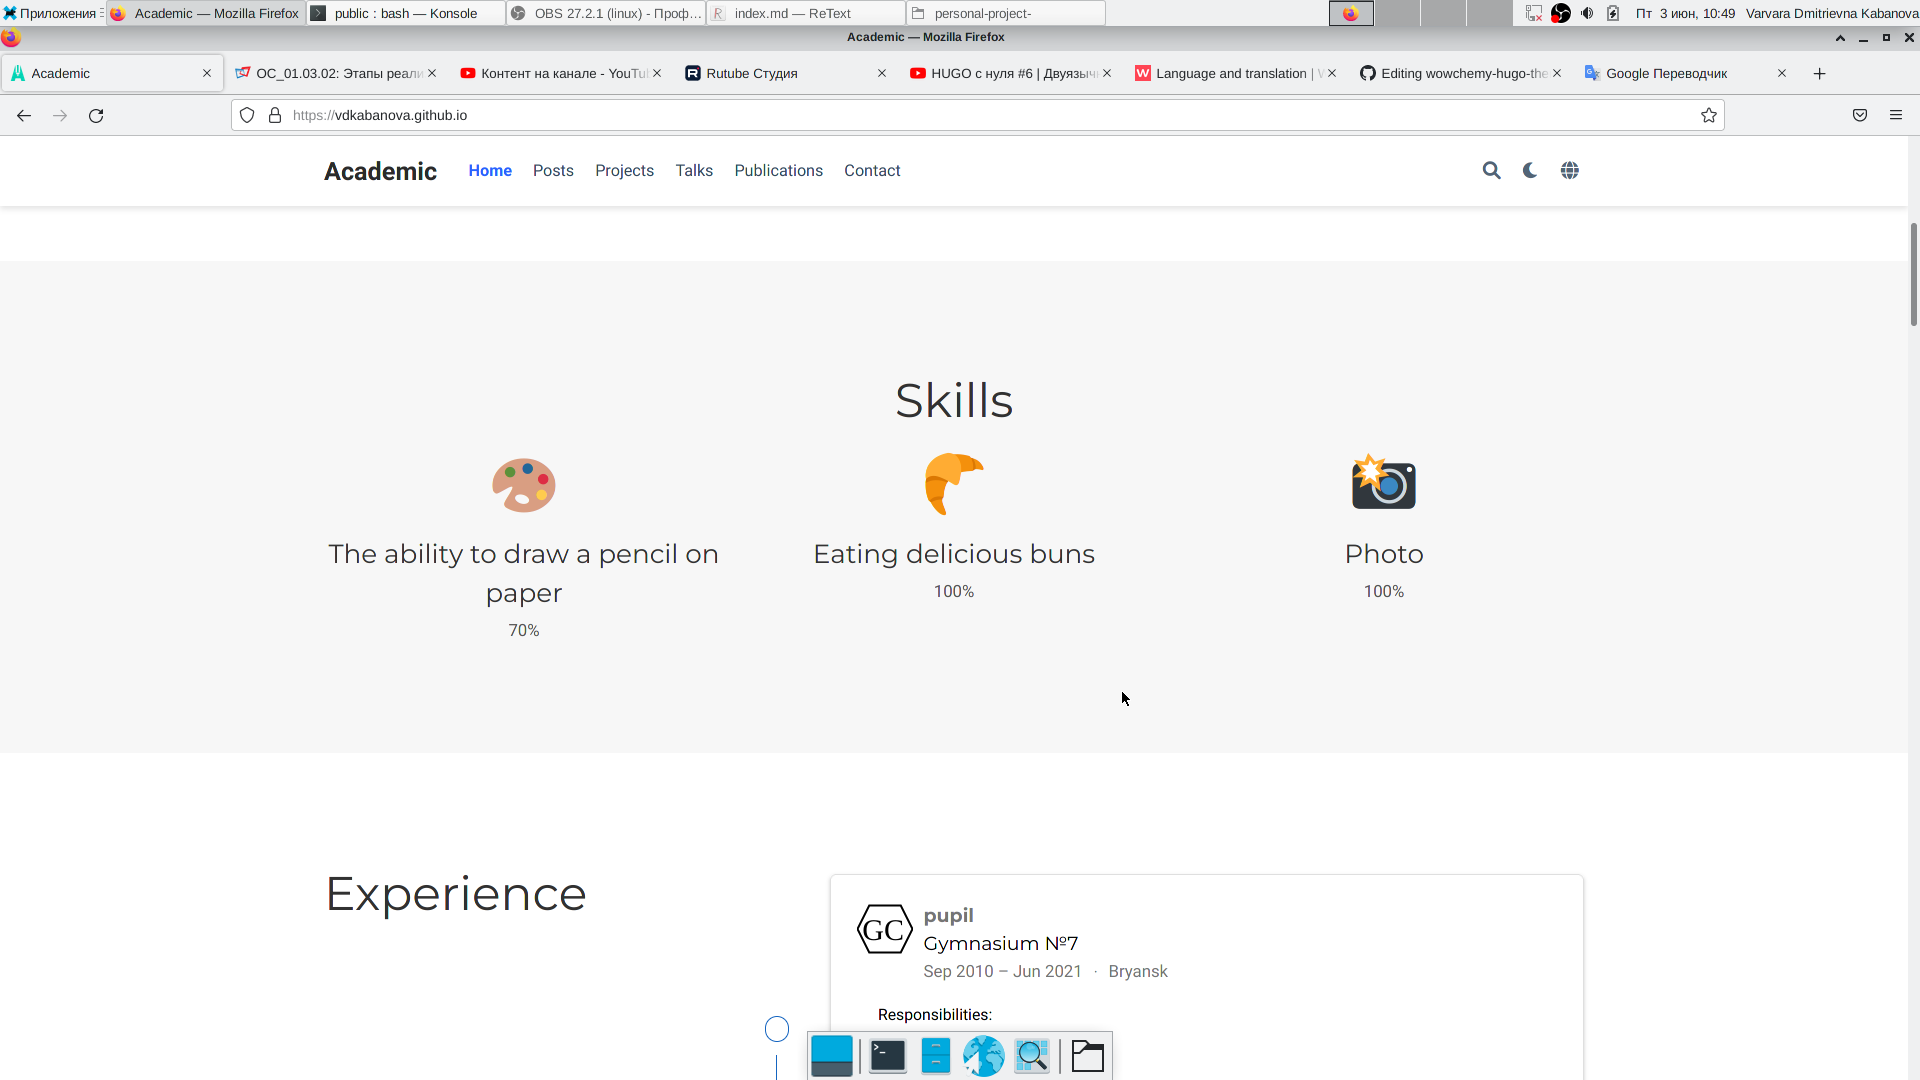 Приложения
Academic — Mozilla Firefox
public : bash — Konsole
OBS 27.2.1 (linux) - Проф…
index.md — ReText
personal-project-
Пт 3 июн, 10:49
Varvara Dmitrievna Kabanova
Academic — Mozilla Firefox
Academic
ОС_01.03.02: Этапы реали
Контент на канале - YouTu
Rutube Студия
HUGO с нуля #6 | Двуязыч
Language and translation | W
Editing wowchemy-hugo-the
Google Переводчик
https://vdkabanova.github.io
Academic
Home
Posts
Projects
Talks
Publications
Contact
Skills
The ability to draw a pencil on
paper
70%
Eating delicious buns
100%
Photo
100%
Experience
GC
pupil
Gymnasium №7
Sep 2010 – Jun 2021 · Bryansk
Responsibilities: